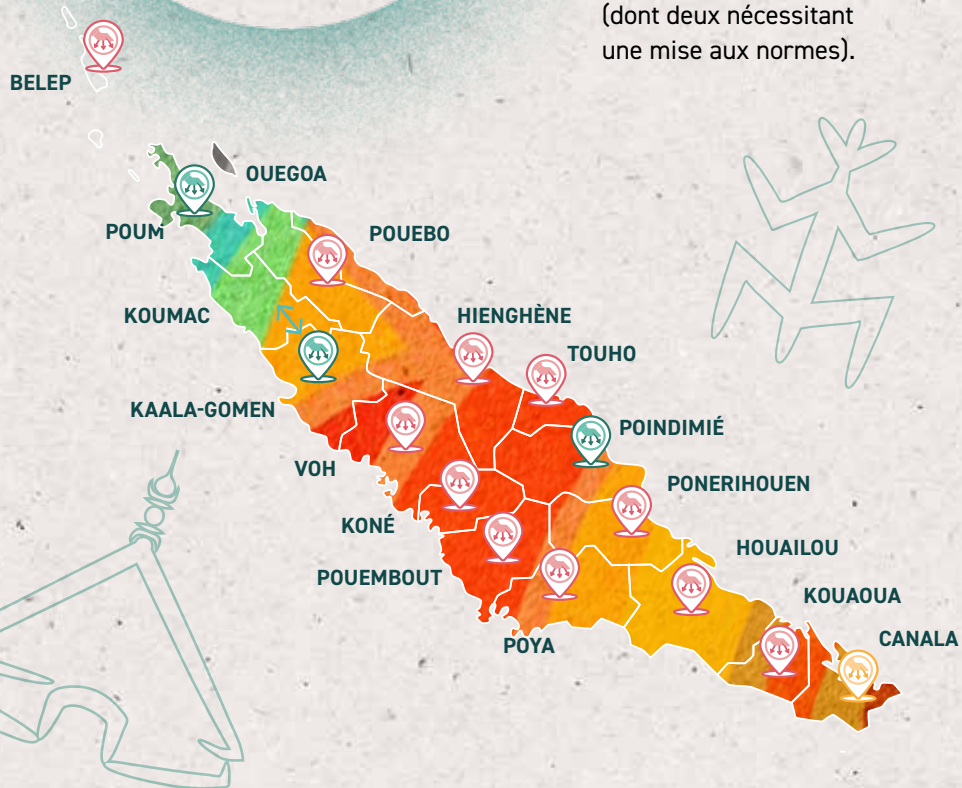 (dont deux nécessitant
une mise aux normes).
BELEP
OUEGOA
POUM
POUEBO
KOUMAC
HIENGHÈNE
TOUHO
KAALA-GOMEN
POINDIMIÉ
VOH
PONERIHOUEN
KONÉ
HOUAILOU
POUEMBOUT
KOUAOUA
CANALA
POYA